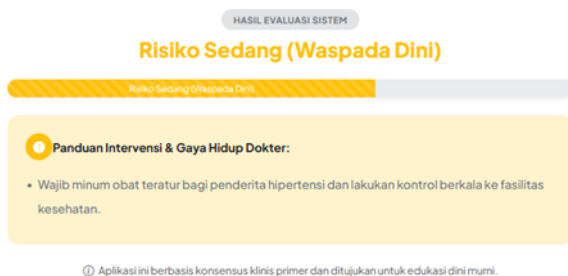 HASIL EVALUASI SISTEM
Risiko Sedang (Waspada Dini)
Risiko Sedang (Waspada Dini)
Panduan Intervensi & Gaya Hidup Dokter:
• Wajib minum obat teratur bagi penderita hipertensi dan lakukan kontrol berkala ke fasilitas
kesehatan.
Aplikasi ini berbasis konsensus klinis primer dan ditujukan untuk edukasi dini murni.